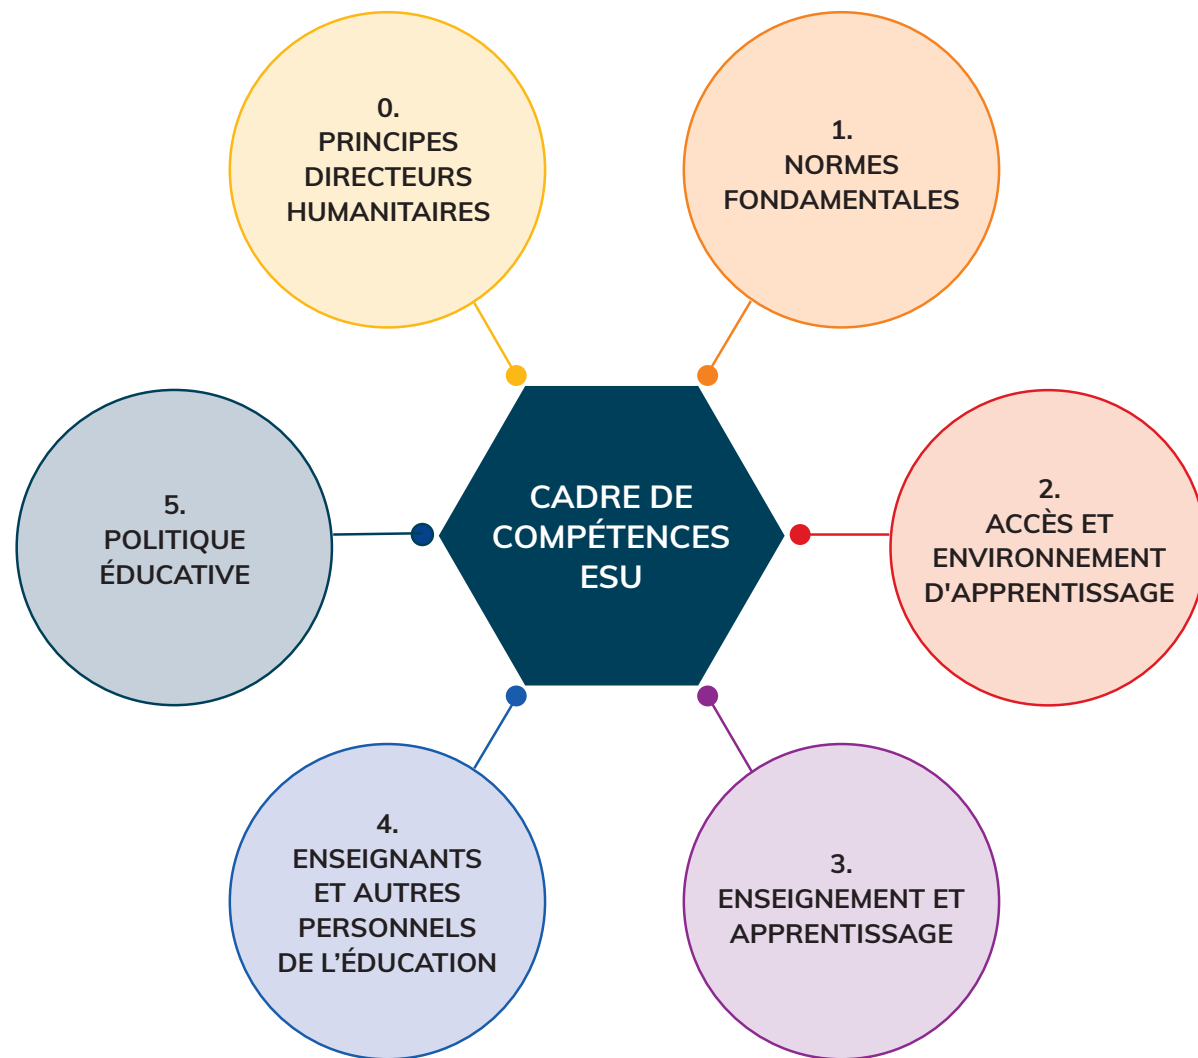 0.
PRINCIPES
DIRECTEURS
HUMANITAIRES
1.
NORMES
FONDAMENTALES
2.
ACCÈS ET
ENVIRONNEMENT
D'APPRENTISSAGE
3.
ENSEIGNEMENT ET
APPRENTISSAGE
4.
ENSEIGNANTS
ET AUTRES
PERSONNELS
DE L’ÉDUCATION
5.
POLITIQUE
ÉDUCATIVE
CADRE DE
COMPÉTENCES
ESU